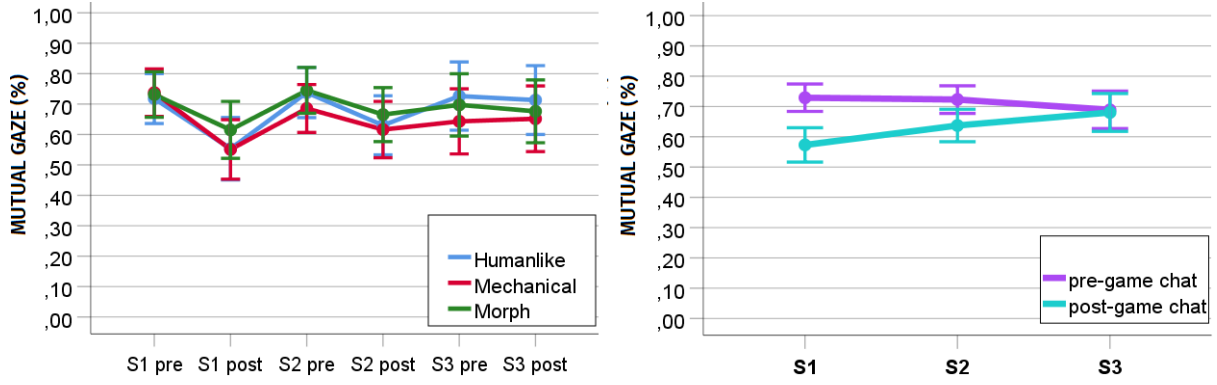 MUTUAL GAZE (%)
1,00
,90
,80
,70
,60
,50
,40
,30
,20
,10
,00
Humanlike
Mechanical
Morph
S1 pre S1 post S2 pre S2 post S3 pre S3 post
MUTUAL GAZE (%)
1,00
,90
,80
,70
,60
,50
,40
,30
,20
,10
,00
pre-game chat
post-game chat
S1 S2 S3